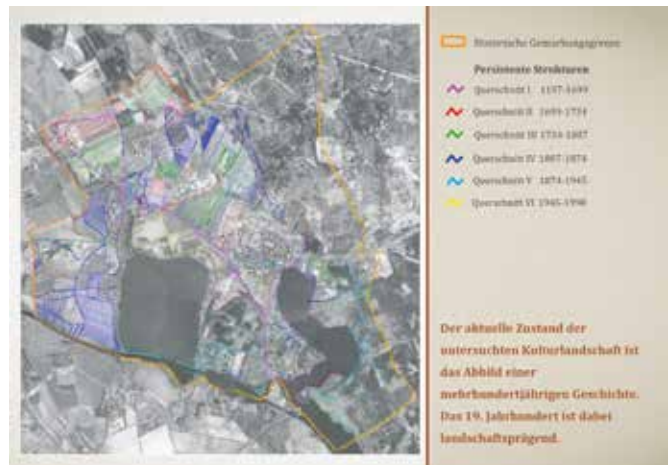 Historische Gemarkungsgrenze
Persistente Strukturen
Querschnitt I 1157-1693
Querschnitt II 1693-1734
Querschnitt III 1734-1807
Querschnitt IV 1807-1874
Querschnitt V 1874-1945
Querschnitt VI 1945-1990
Der aktuelle Zustand der
untersuchten Kulturlandschaft ist
das Abbild einer
mehrhundertjährigen Geschichte.
Das 19. Jahrhundert ist dabei
landschaftsprägend.